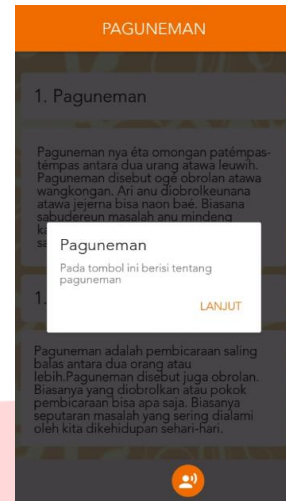 PAGUNEMAN
1. Paguneman
Paguneman nya éta omongan patémpas-
témpas antara dua urang atawa leuwih.
Paguneman disebut ogé obrolan atawa
wangkongan. Ari anu diobrolkeunana
atawa jejerna bisa naon baé. Biasana
sabudereun masalah anu mindeng
Paguneman
Pada tombol ini berisi tentang
paguneman
LANJUT
1.
Paguneman adalah pembicaraan saling
balas antara dua orang atau
lebih.Paguneman disebut juga obrolan.
Biasanya yang diobrolkan atau pokok
pembicaraan bisa apa saja. Biasanya
seputaran masalah yang sering dialami
oleh kita dikehidupan sehari-hari.